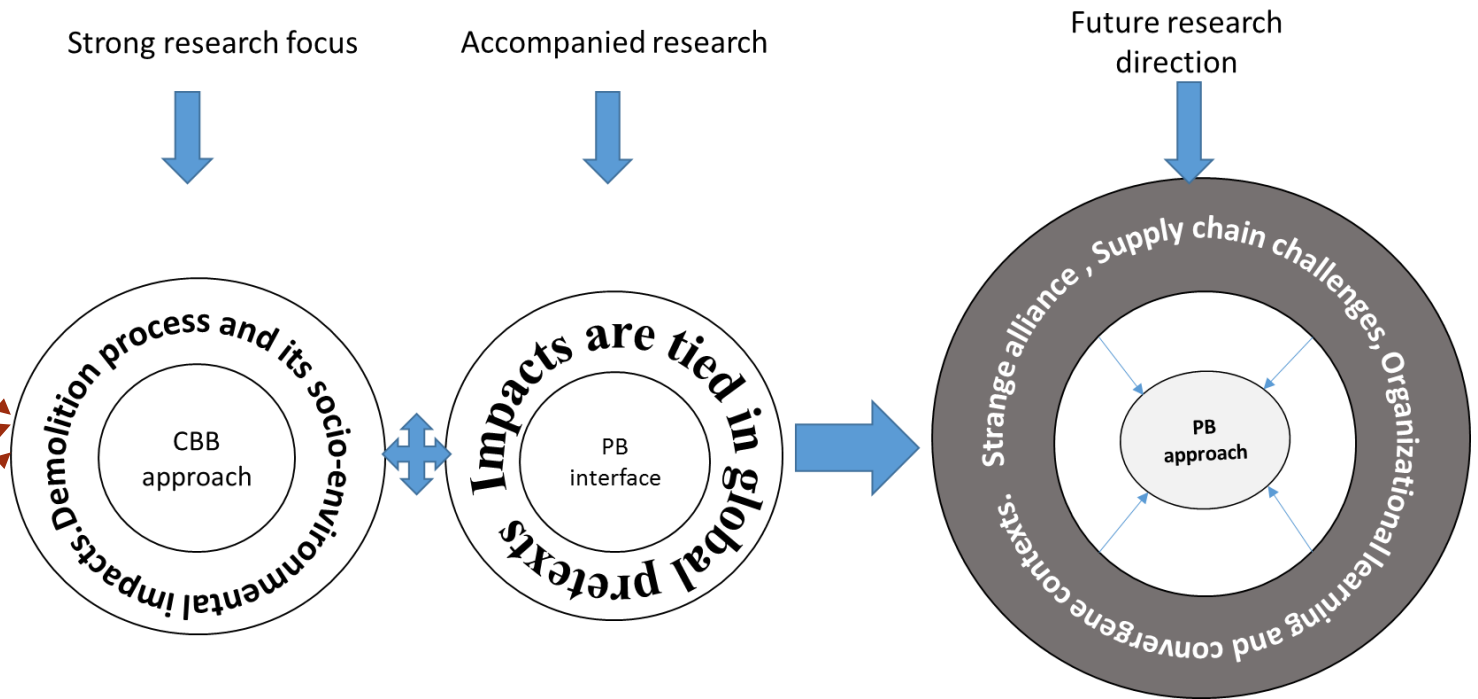 Strong research focus
Accompanied research
Future research
direction
Demolition process and its socio-environmental impacts.
CBB
approach
Impacts are tied in global pretexts
PB
interface
Strange alliance , Supply chain challenges, Organizational learning and convergene contexts.
PB
approach